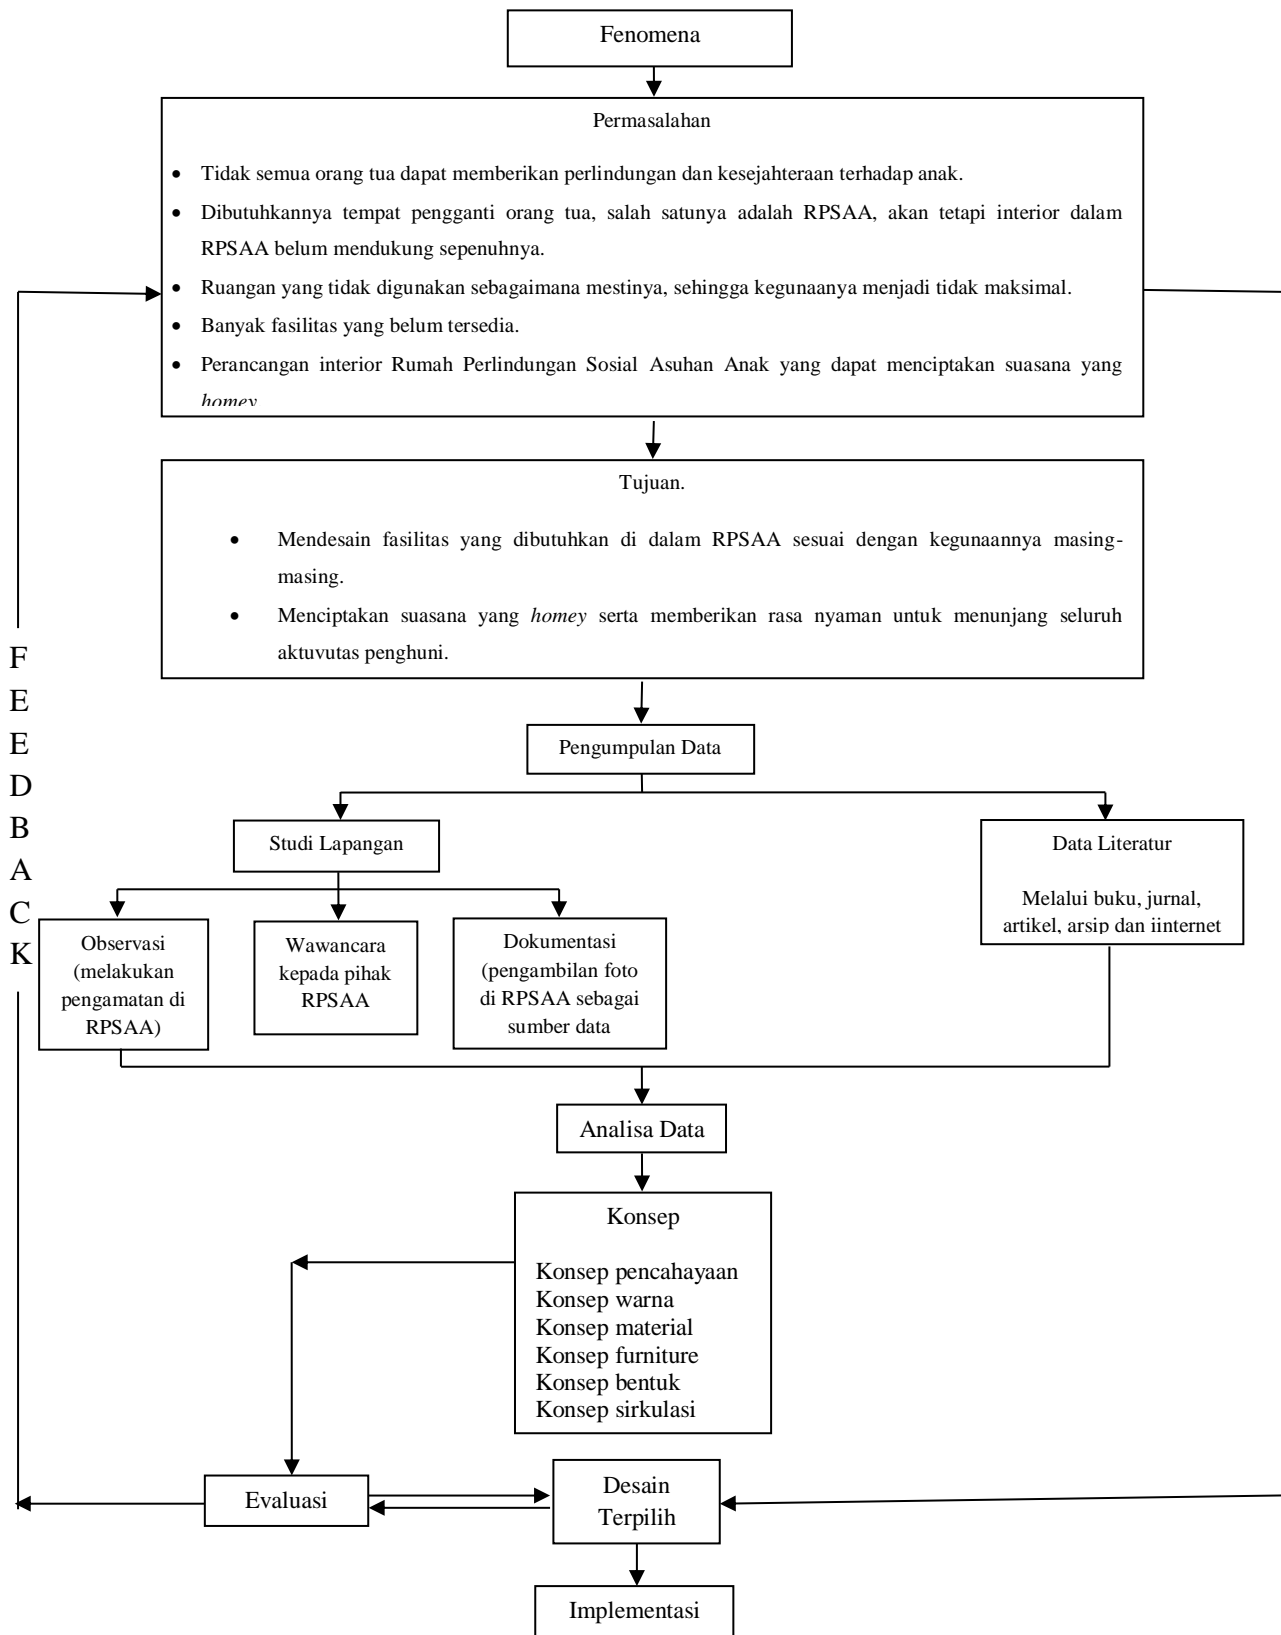 Fenomena
Permasalahan
• Tidak semua orang tua dapat memberikan perlindungan dan kesejahteraan terhadap anak.
• Dibutuhkannya tempat pengganti orang tua, salah satunya adalah RPSAA, akan tetapi interior dalam
RPSAA belum mendukung sepenuhnya.
• Ruangan yang tidak digunakan sebagaimana mestinya, sehingga kegunaanya menjadi tidak maksimal.
• Banyak fasilitas yang belum tersedia.
• Perancangan interior Rumah Perlindungan Sosial Asuhan Anak yang dapat menciptakan suasana yang
homey
Tujuan.
• Mendesain fasilitas yang dibutuhkan di dalam RPSAA sesuai dengan kegunaannya masing-
masing.
• Menciptakan suasana yang homey serta memberikan rasa nyaman untuk menunjang seluruh
aktuvutas penghuni.
F
E
E
D
B
A
C
K
Pengumpulan Data
Studi Lapangan
Data Literatur
Melalui buku, jurnal,
artikel, arsip dan iinternet
Observasi
(melakukan
pengamatan di
RPSAA)
Wawancara
kepada pihak
RPSAA
Dokumentasi
(pengambilan foto
di RPSAA sebagai
sumber data
Analisa Data
Konsep
Konsep pencahayaan
Konsep warna
Konsep material
Konsep furniture
Konsep bentuk
Konsep sirkulasi
Evaluasi
Desain
Terpilih
Implementasi